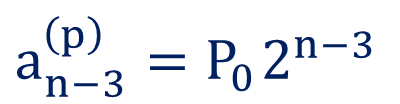 a_{n-3}^{(p)} = P_0 2^{n-3}